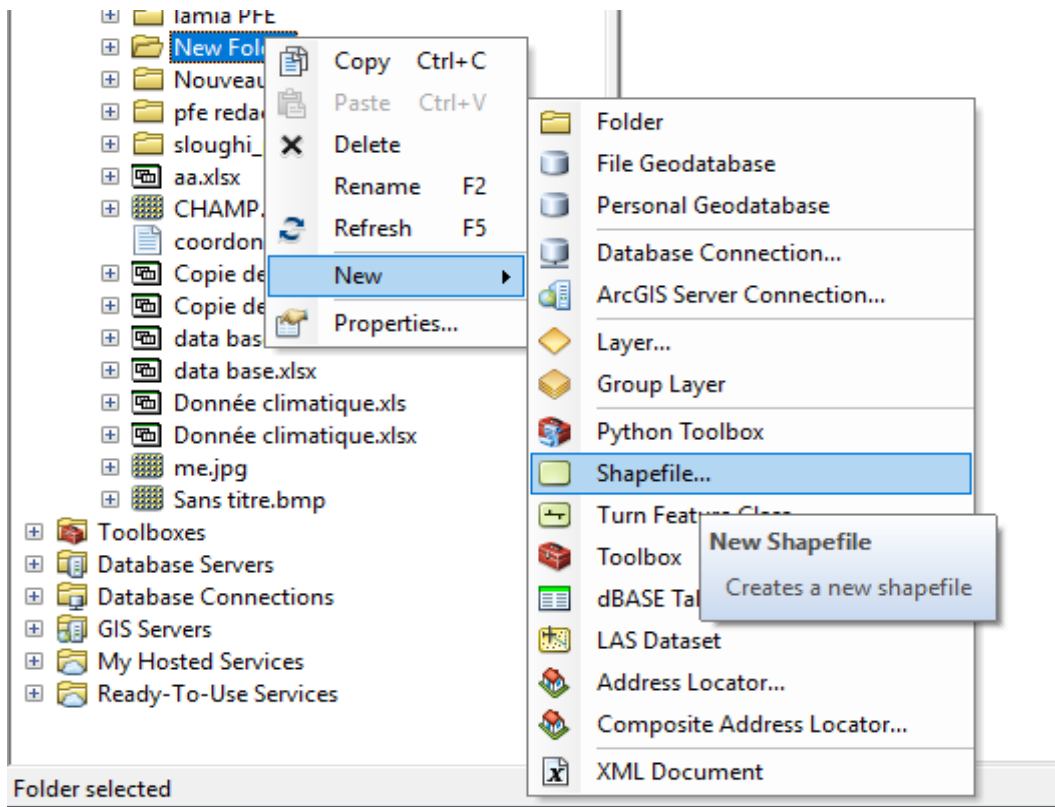 lamia PFE
New Fol
Nouveau
pfe reda
sloughi_
aa.xlsx
CHAMP.
coordon
Copie de
Copie de
data bas
data base.xlsx
Donnée climatique.xls
Donnée climatique.xlsx
me.jpg
Sans titre.bmp
Toolboxes
Database Servers
Database Connections
GIS Servers
My Hosted Services
Ready-To-Use Services
Folder selected
Copy Ctrl+C
Paste Ctrl+V
Delete
Rename F2
Refresh F5
New
Properties...
Folder
File Geodatabase
Personal Geodatabase
Database Connection...
ArcGIS Server Connection...
Layer...
Group Layer
Python Toolbox
Shapefile...
Turn Feature Class
Toolbox
dBASE Tal
LAS Dataset
Address Locator...
Composite Address Locator...
XML Document
New Shapefile
Creates a new shapefile